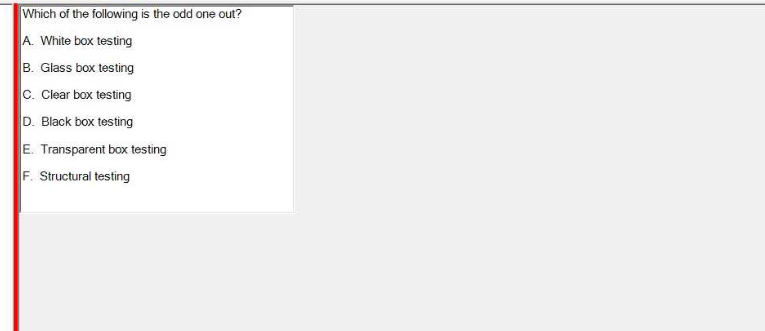 Which of the following is the odd one out?
A. White box testing
B. Glass box testing
C. Clear box testing
D. Black box testing
E. Transparent box testing
F. Structural testing